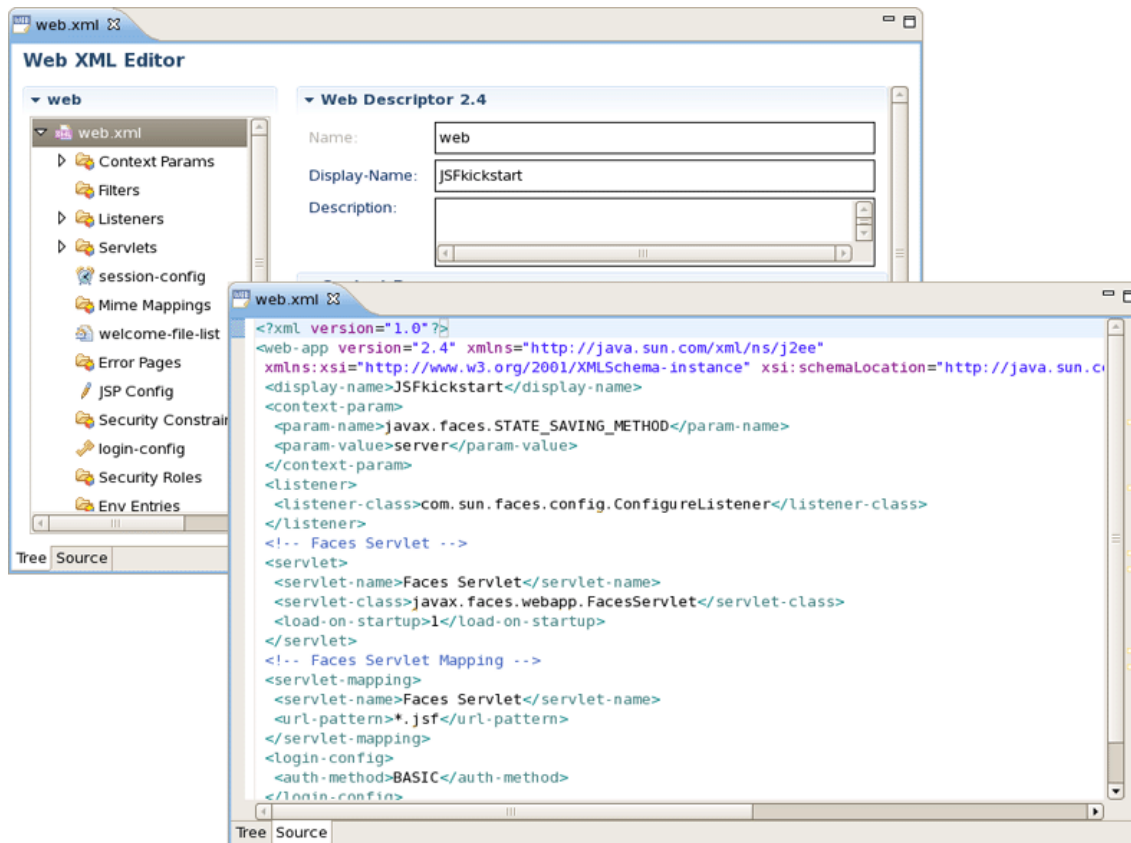 web.xml
Web XML Editor
web
web.xml
Context Params
Filters
Listeners
Servlets
session-config
Mime Mappings
welcome-file-list
Error Pages
JSP Config
login-config
Security Roles
Env Entries
Tree Source
Web Descriptor 2.4
Name: web
Display-Name: JSFkickstart
Description:
web.xml
<?xml version="1.0"?>
<web-app version="2.4" xmlns="http://java.sun.com/xml/ns/j2ee"
xmlns:xsi="http://www.w3.org/2001/XMLSchema-instance" xsi:schemaLocation="http://java.sun.c
<display-name>JSFkickstart</display-name>
<context-param>
<param-name>javax.faces.STATE_SAVING_METHOD</param-name>
<param-value>server</param-value>
</context-param>
<listener>
<listener-class>com.sun.faces.config.ConfigureListener</listener-class>
</listener>
<!-- Faces Servlet -->
<servlet>
<servlet-name>Faces Servlet</servlet-name>
<servlet-class>javax.faces.webapp.FacesServlet</servlet-class>
<load-on-startup>1</load-on-startup>
</servlet>
<!-- Faces Servlet Mapping -->
<servlet-mapping>
<servlet-name>Faces Servlet</servlet-name>
<url-pattern>*.jsf</url-pattern>
</servlet-mapping>
<login-config>
<auth-method>BASIC</auth-method>
</login-config>
Tree Source